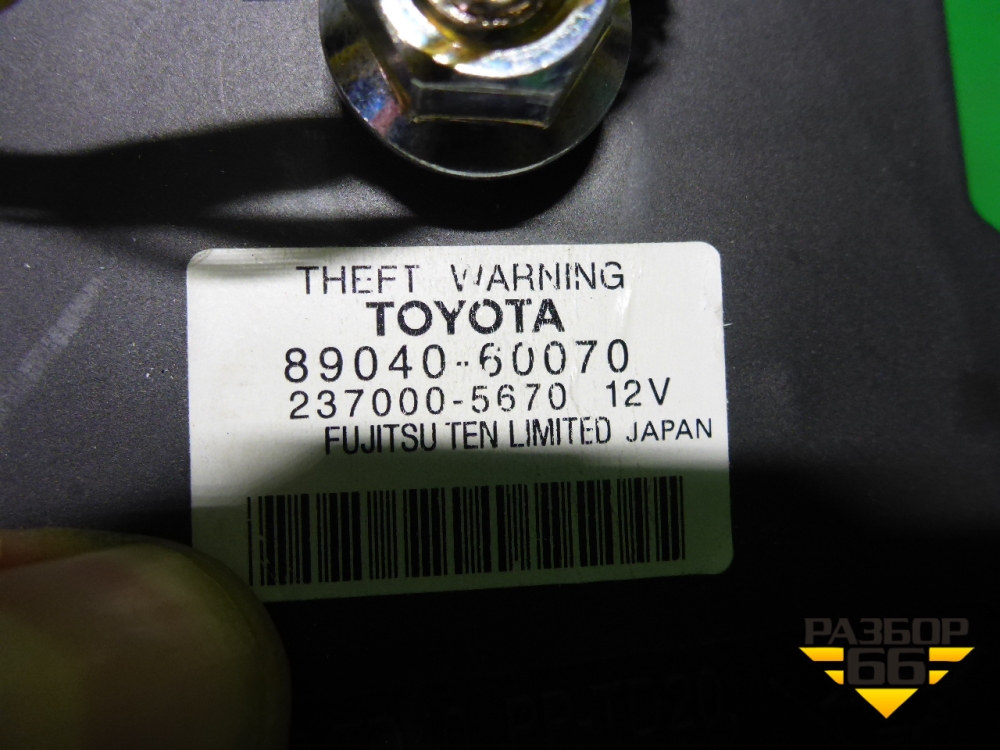 THEFT WARNING
TOYOTA
89040-60070
237000-5670 12V
FUJITSU TEN LIMITED JAPAN
РАЗБОР
66